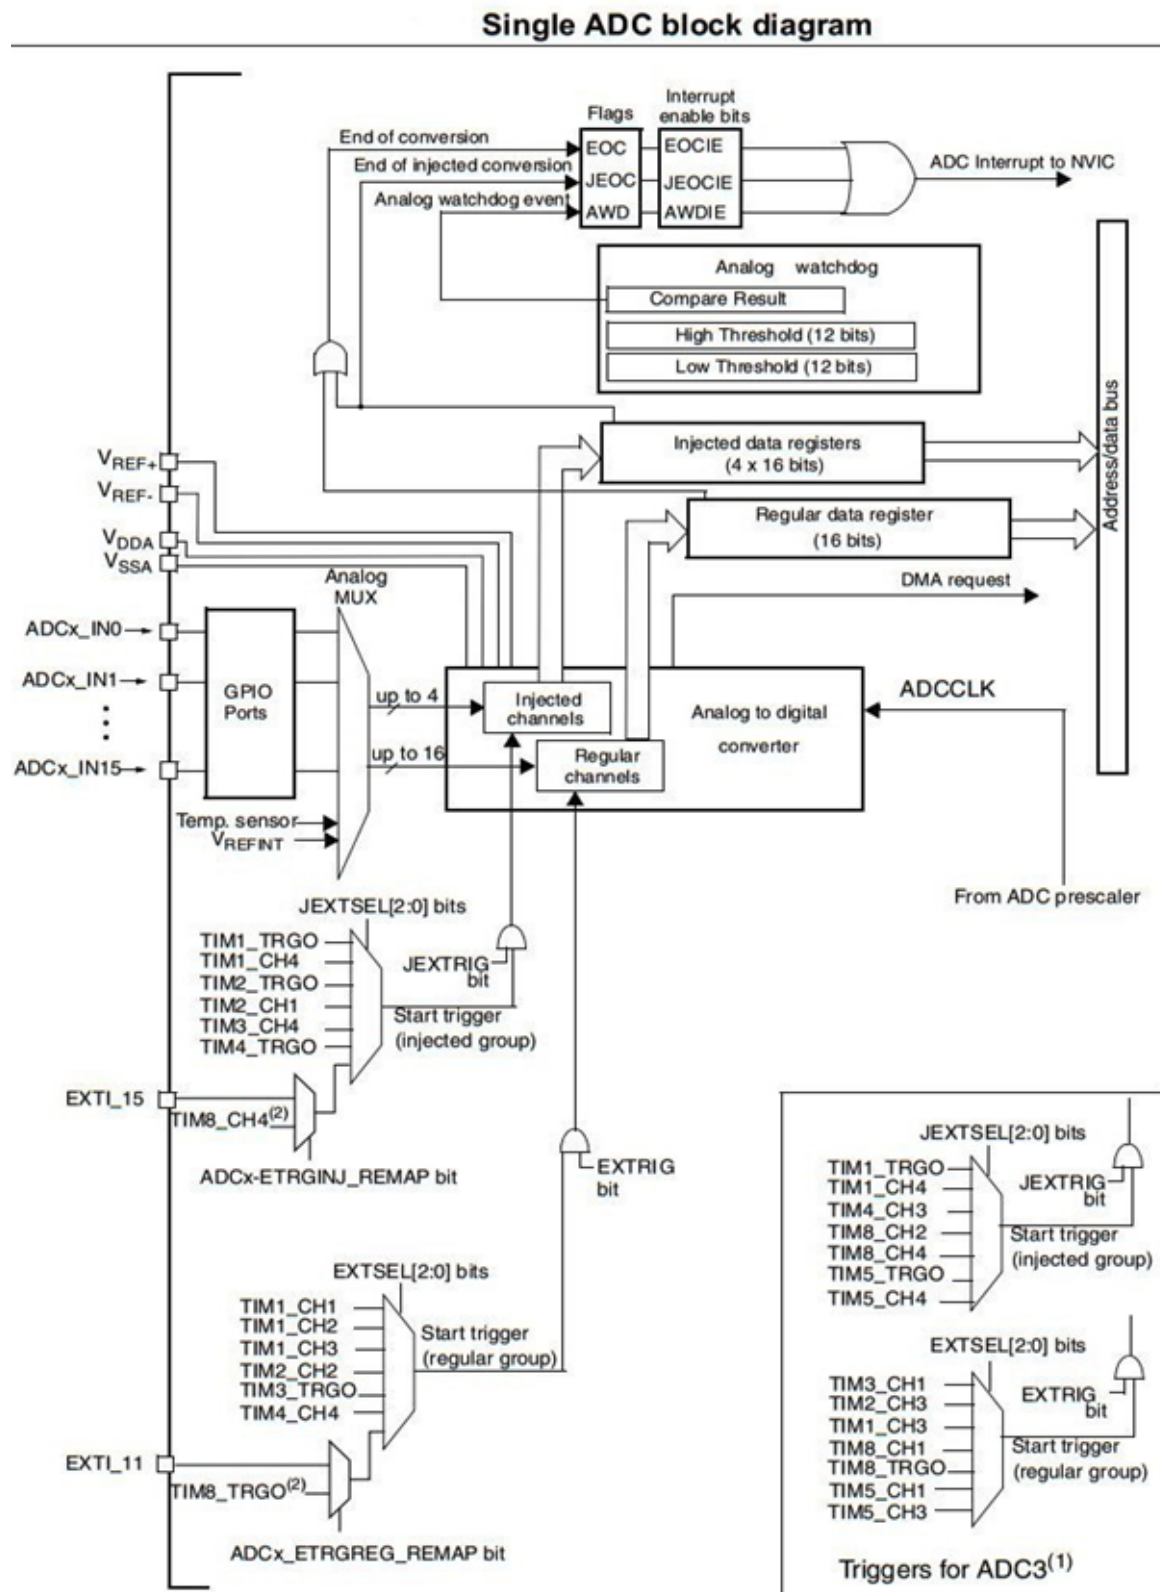 Single ADC block diagram
Flags
Interrupt
enable bits
End of conversion
EOC
EOCIE
ADC Interrupt to NVIC
End of injected conversion
JEOC
JEOCIE
Analog watchdog event
AWD
AWDIE
Analog watchdog
Compare Result
High Threshold (12 bits)
Low Threshold (12 bits)
Address/data bus
Injected data registers
(4 x 16 bits)
VREF+
VREF-
VDDA
VSSA
Regular data register
(16 bits)
DMA request
Analog
MUX
ADCx_IN0
ADCx_IN1
ADCx_IN15
GPIO
Ports
up to 4
up to 16
Injected
channels
Regular
channels
Analog to digital
converter
ADCCLK
Temp. sensor
VREFINT
From ADC prescaler
JEXTSEL[2:0] bits
TIM1_TRGO
TIM1_CH4
TIM2_TRGO
TIM2_CH1
TIM3_CH4
TIM4_TRGO
JEXTRIG
bit
Start trigger
(injected group)
EXTI_15
TIM8_CH4(2)
ADCx-ETRGINJ_REMAP bit
EXTRIG
bit
EXTSEL[2:0] bits
TIM1_CH1
TIM1_CH2
TIM1_CH3
TIM2_CH2
TIM3_TRGO
TIM4_CH4
Start trigger
(regular group)
EXTI_11
TIM8_TRGO(2)
ADCx_ETRGREG_REMAP bit
JEXTSEL[2:0] bits
TIM1_TRGO
TIM1_CH4
TIM4_CH3
TIM8_CH2
TIM8_CH4
TIM5_TRGO
TIM5_CH4
JEXTRIG
bit
Start trigger
(injected group)
EXTSEL[2:0] bits
TIM3_CH1
TIM2_CH3
TIM1_CH3
TIM8_CH1
TIM8_TRGO
TIM5_CH1
TIM5_CH3
EXTRIG
bit
Start trigger
(regular group)
Triggers for ADC3(1)